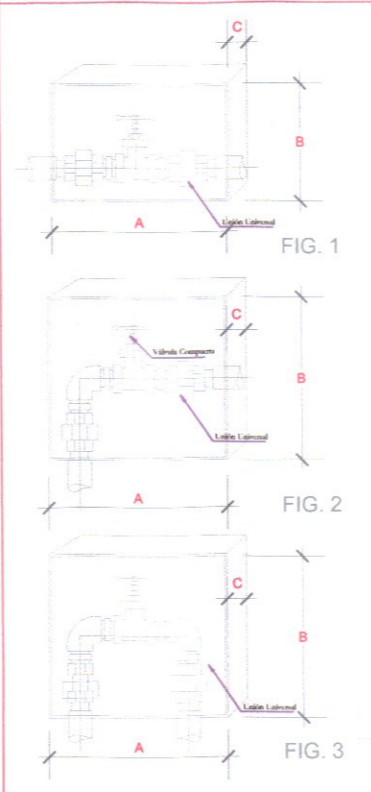 C
B
Unión Universal
A
FIG. 1
C
Válvula Compuerta
B
Unión Universal
A
FIG. 2
C
B
Unión Universal
A
FIG. 3